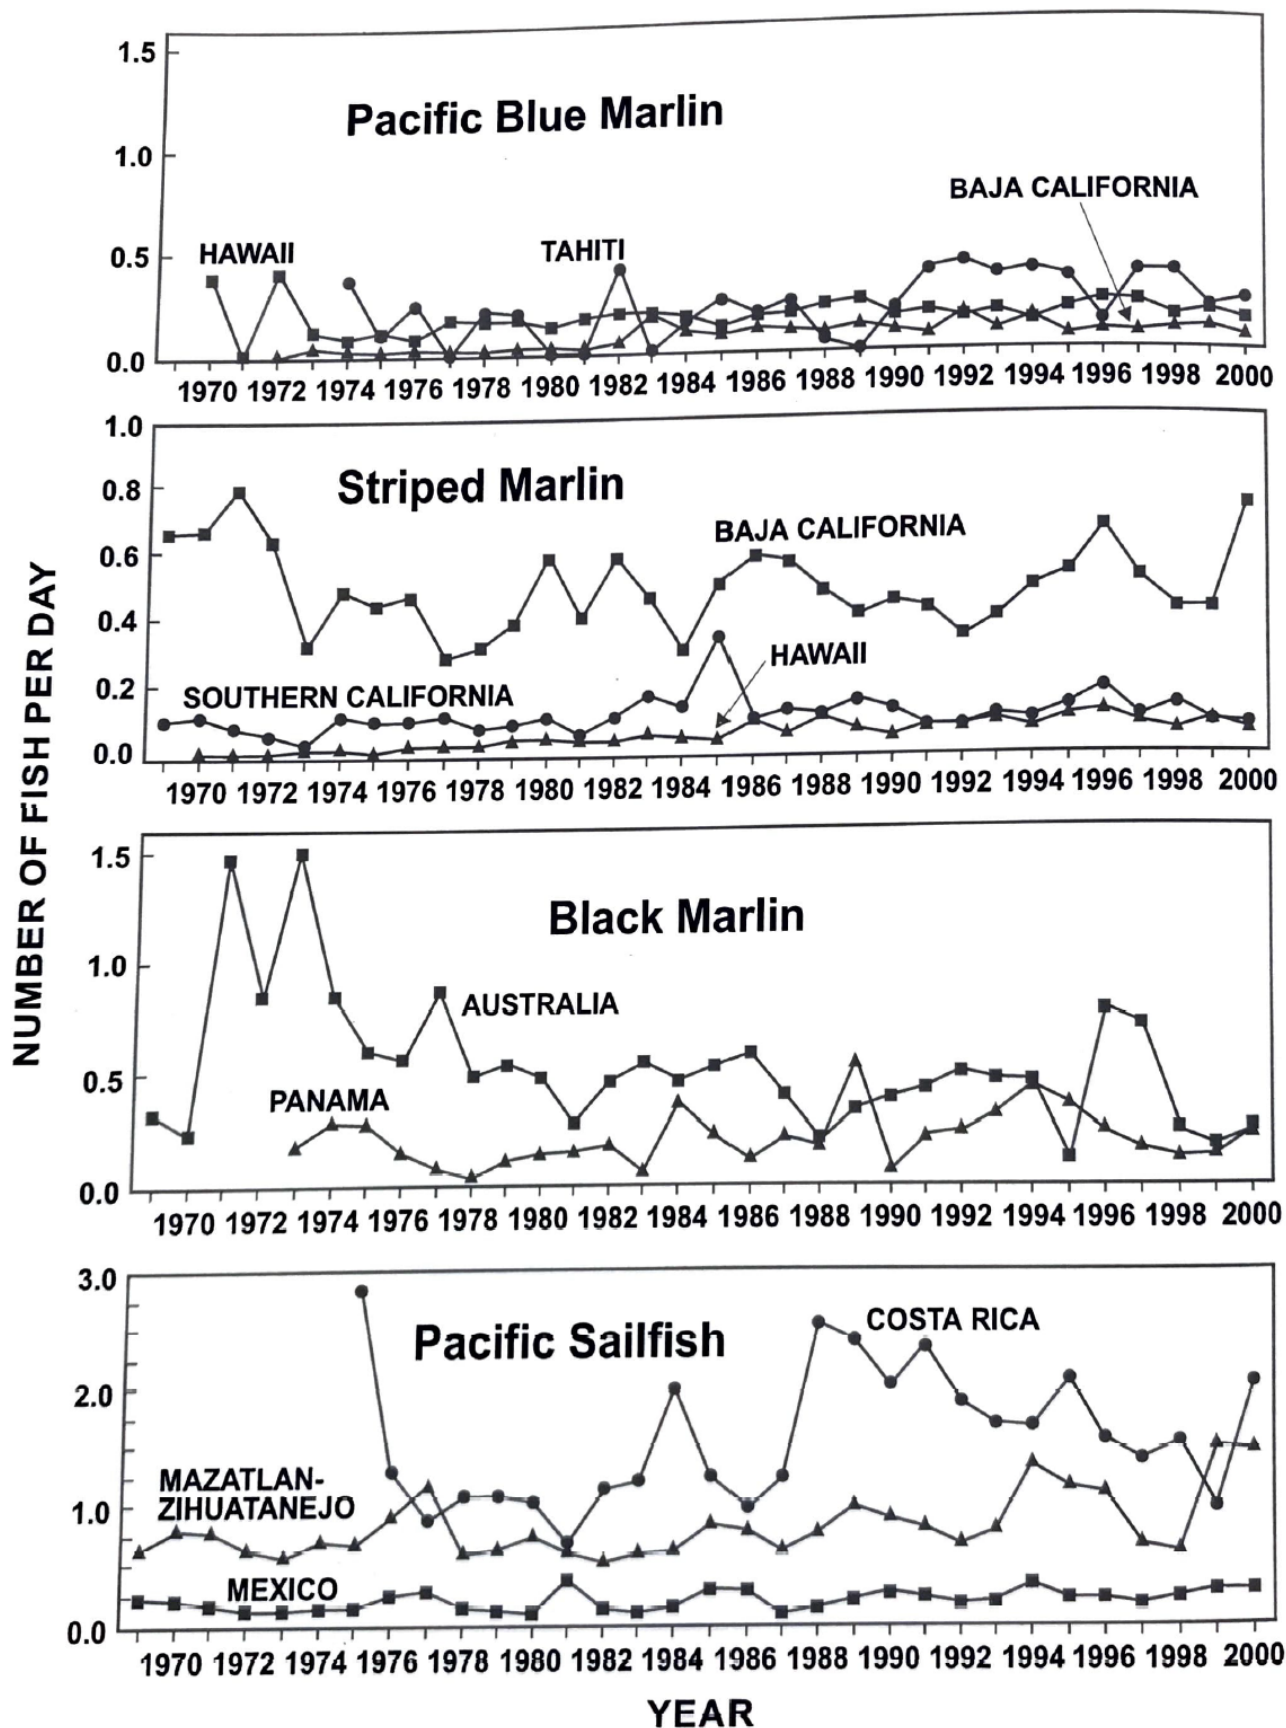 1.5
Pacific Blue Marlin
1.0
BAJA CALIFORNIA
HAWAII TAHITI
0.5
0.0
1970 1972 1974 1976 1978 1980 1982 1984 1986 1988 1990 1992 1994 1996 1998 2000
1.0
Striped Marlin
0.8
BAJA CALIFORNIA
0.6
0.4
HAWAII
0.2
SOUTHERN CALIFORNIA
0.0
1970 1972 1974 1976 1978 1980 1982 1984 1986 1988 1990 1992 1994 1996 1998 2000
NUMBER OF FISH PER DAY
1.5
Black Marlin
1.0
AUSTRALIA
0.5
PANAMA
0.0
1970 1972 1974 1976 1978 1980 1982 1984 1986 1988 1990 1992 1994 1996 1998 2000
3.0
Pacific Sailfish
COSTA RICA
2.0
MAZATLAN-
ZIHUATANEJO
1.0
MEXICO
0.0
1970 1972 1974 1976 1978 1980 1982 1984 1986 1988 1990 1992 1994 1996 1998 2000
YEAR